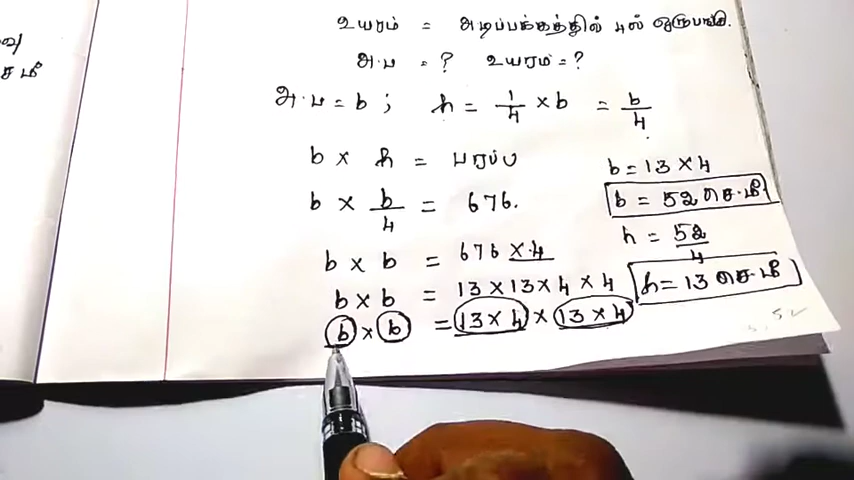 உயரம் = அடிப்பக்கத்தில் 4ல் ஒருபங்கு.
அ.ப = ? உயரம் = ?
அ.ப = b ; h = 1/4 × b = b/4
b × h = பரப்பு
b × b/4 = 676.
b × b = 676 × 4
b × b = 13 × 13 × 4 × 4
b × b = 13 × 4 × 13 × 4
b = 13 × 4
b = 52 செ.மீ
h = 52/4
h = 13 செ.மீ
செமீ